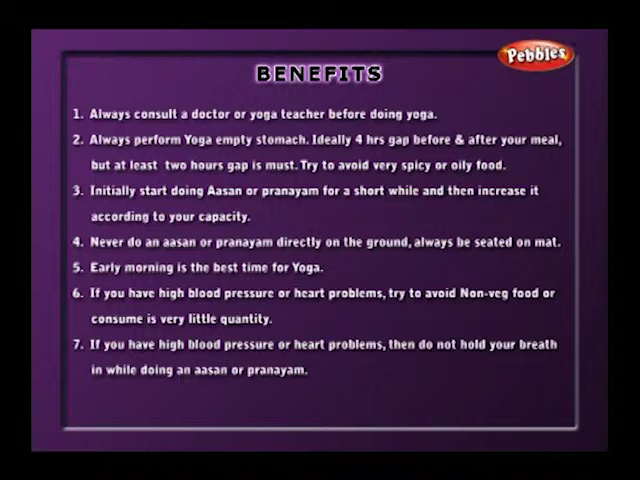 Pebbles
BENEFITS
1. Always consult a doctor or yoga teacher before doing yoga.
2. Always perform Yoga empty stomach. Ideally 4 hrs gap before & after your meal,
but at least two hours gap is must. Try to avoid very spicy or oily food.
3. Initially start doing Aasan or pranayam for a short while and then increase it
according to your capacity.
4. Never do an aasan or pranayam directly on the ground, always be seated on mat.
5. Early morning is the best time for Yoga.
6. If you have high blood pressure or heart problems, try to avoid Non-veg food or
consume is very little quantity.
7. If you have high blood pressure or heart problems, then do not hold your breath
in while doing an aasan or pranayam.